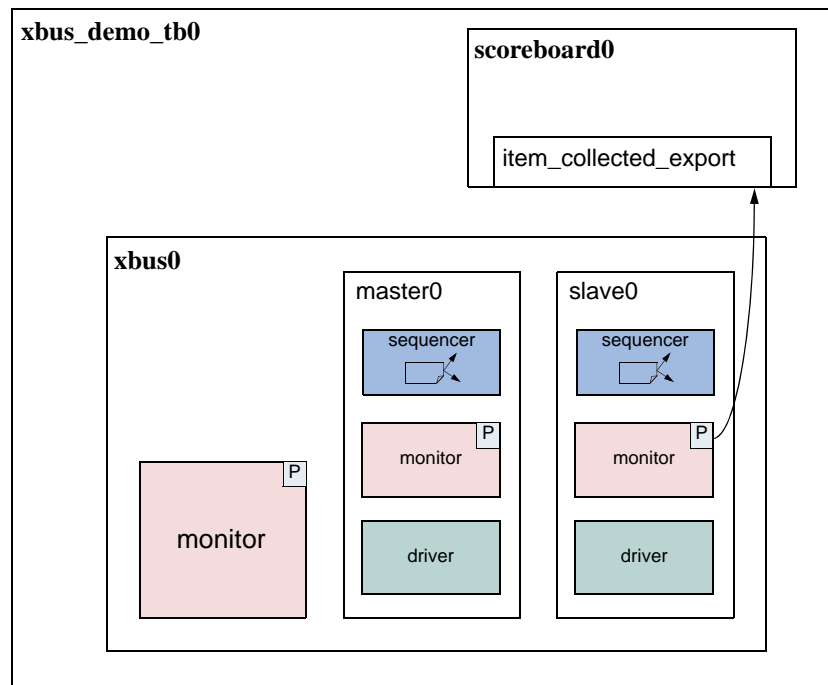 xbus_demo_tb0
scoreboard0
item_collected_export
xbus0
master0
slave0
sequencer
sequencer
P
P
monitor
monitor
P
monitor
driver
driver